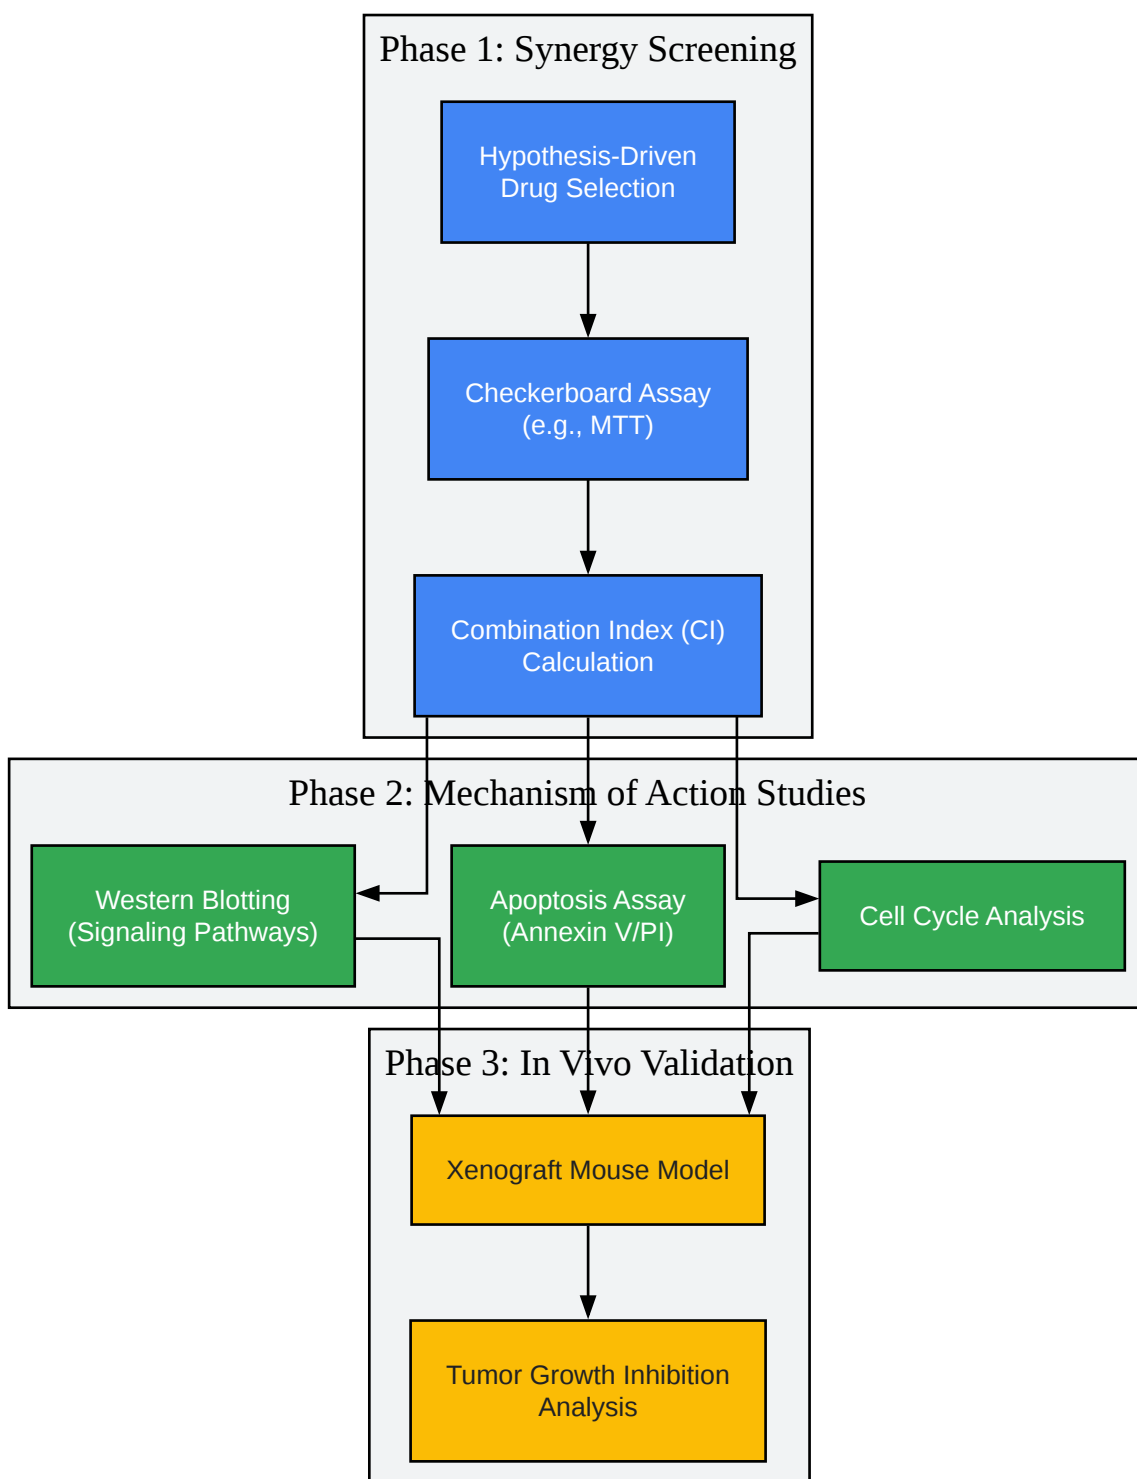 Phase 1: Synergy Screening
Hypothesis-Driven
Drug Selection
Checkerboard Assay
(e.g., MTT)
Combination Index (CI)
Calculation
Phase 2: Mechanism of Action Studies
Western Blotting
(Signaling Pathways)
Apoptosis Assay
(Annexin V/PI)
Cell Cycle Analysis
Phase 3: In Vivo Validation
Xenograft Mouse Model
Tumor Growth Inhibition
Analysis